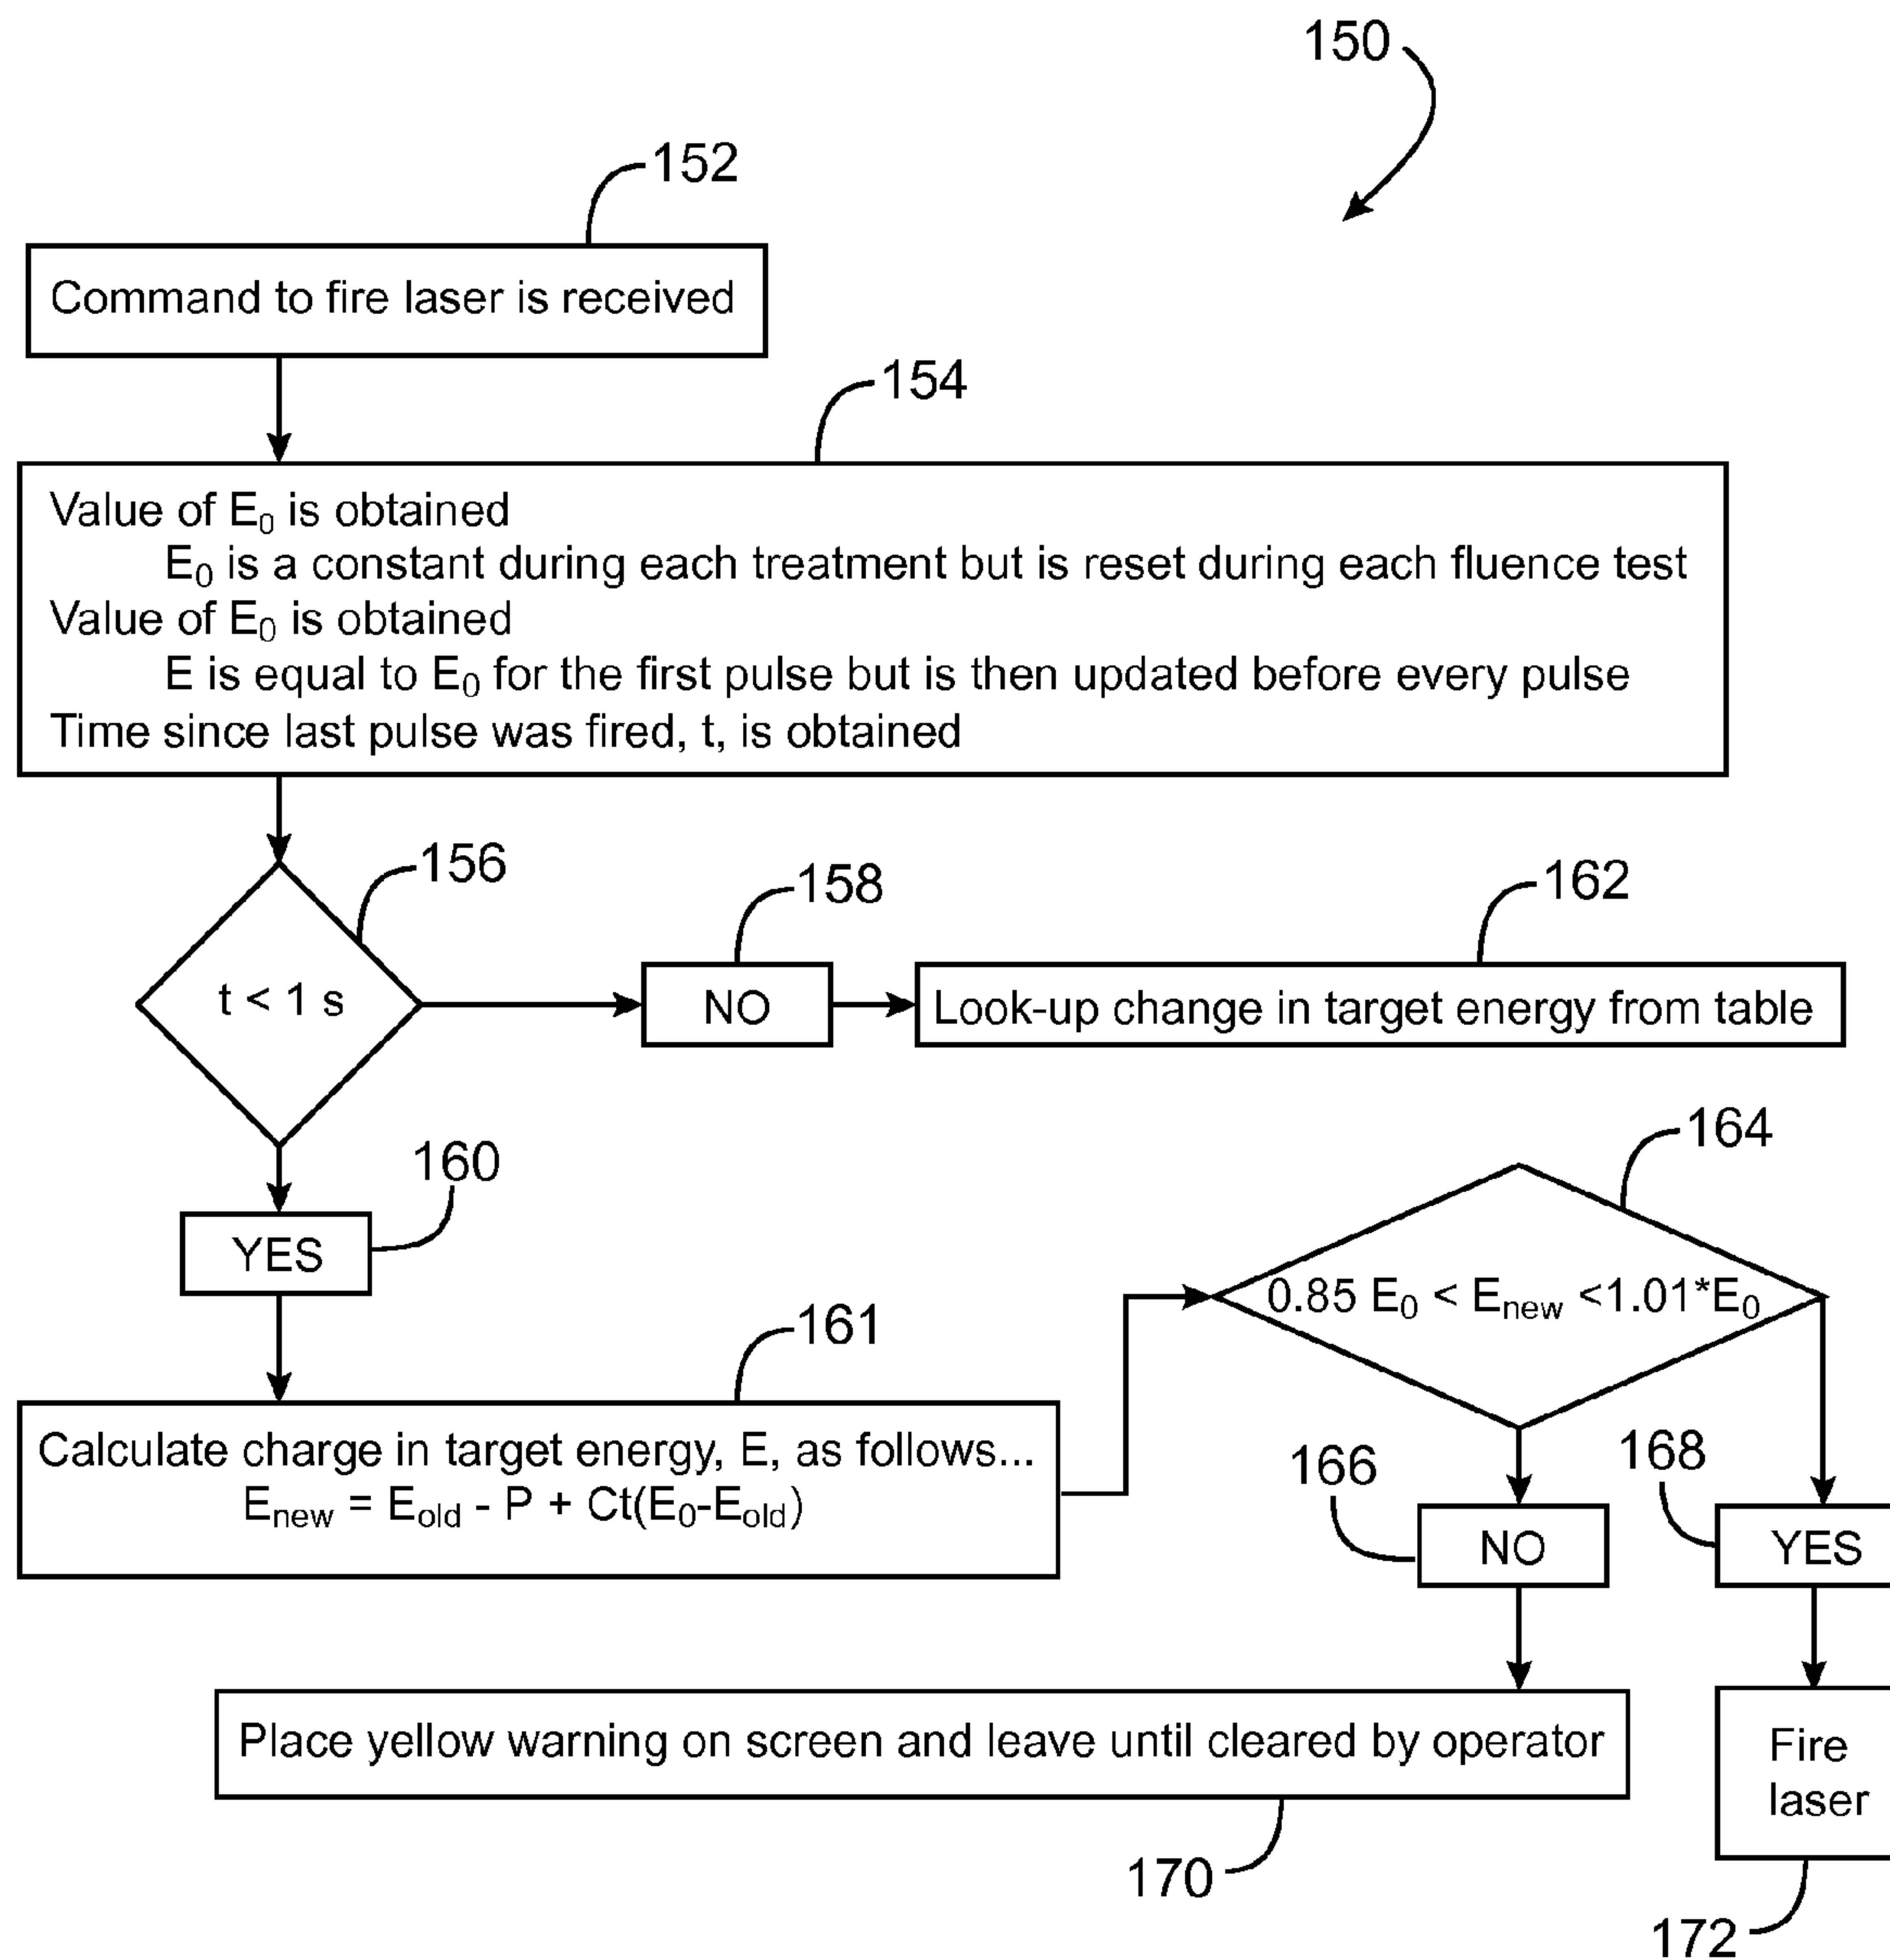 150
152
Command to fire laser is received
154
Value of E₀ is obtained
E₀ is a constant during each treatment but is reset during each fluence test
Value of E₀ is obtained
E is equal to E₀ for the first pulse but is then updated before every pulse
Time since last pulse was fired, t, is obtained
156
t < 1 s
158
NO
162
Look-up change in target energy from table
160
YES
164
0.85 E₀ < Eₙₑw <1.01*E₀
161
Calculate charge in target energy, E, as follows...
Eₙₑw = Eₒₗd - P + Ct(E₀-Eₒₗd)
166
NO
168
YES
Place yellow warning on screen and leave until cleared by operator
170
Fire
laser
172